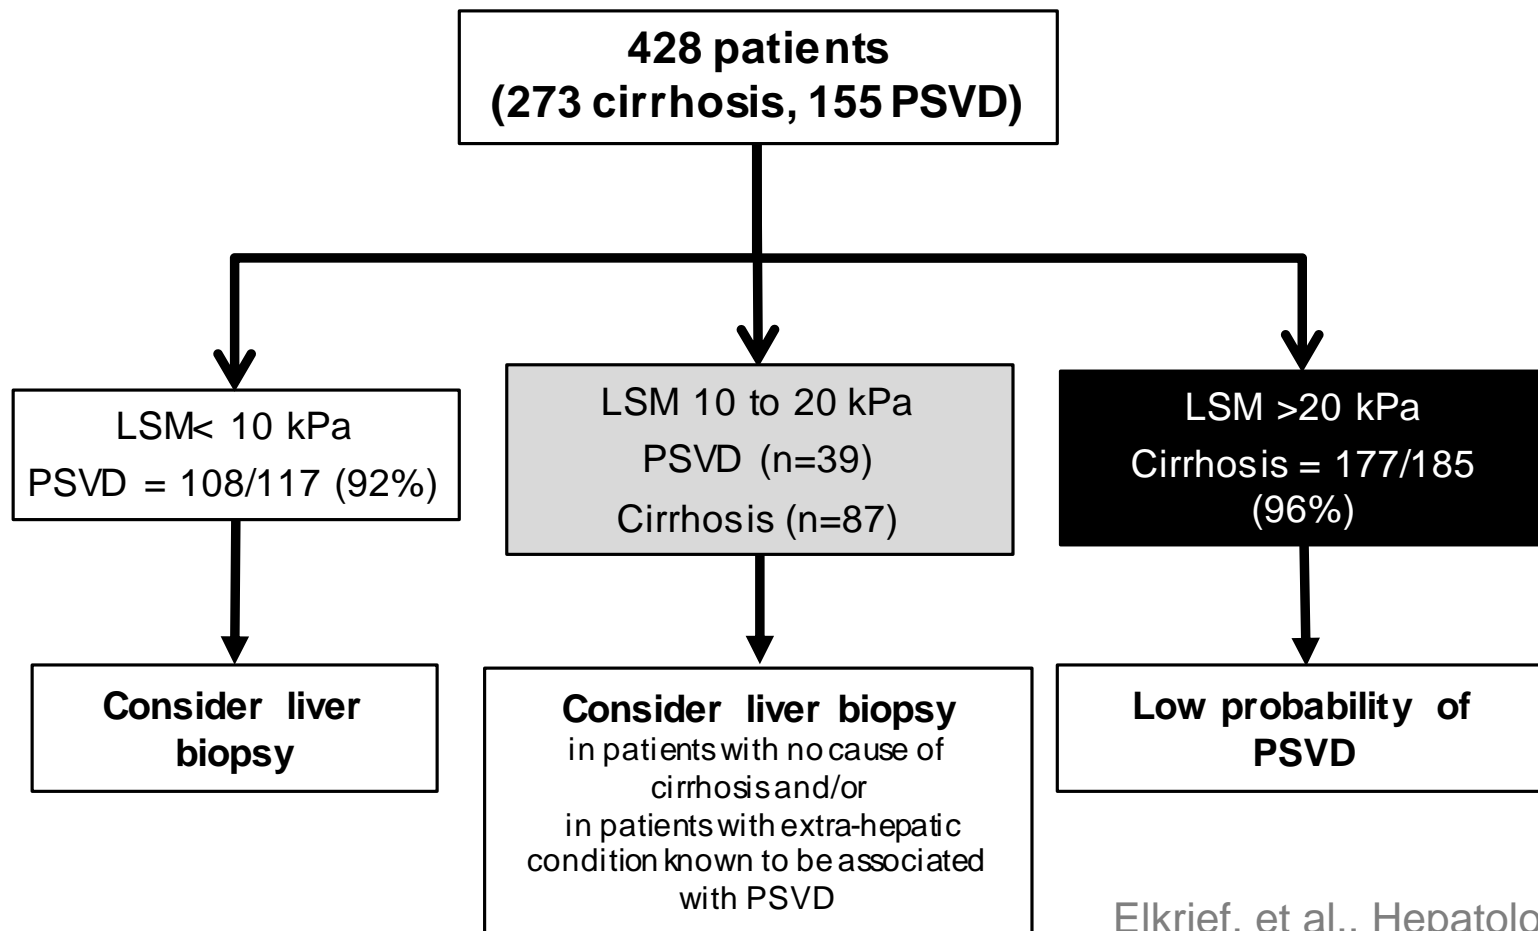 428 patients
(273 cirrhosis, 155 PSVD)
LSM< 10 kPa
PSVD = 108/117 (92%)
LSM 10 to 20 kPa
PSVD (n=39)
Cirrhosis (n=87)
LSM >20 kPa
Cirrhosis = 177/185
(96%)
Consider liver
biopsy
Consider liver biopsy
in patients with no cause of
cirrhosis and/or
in patients with extra-hepatic
condition known to be associated
with PSVD
Low probability of
PSVD
Elkrief, et al., Hepatolo